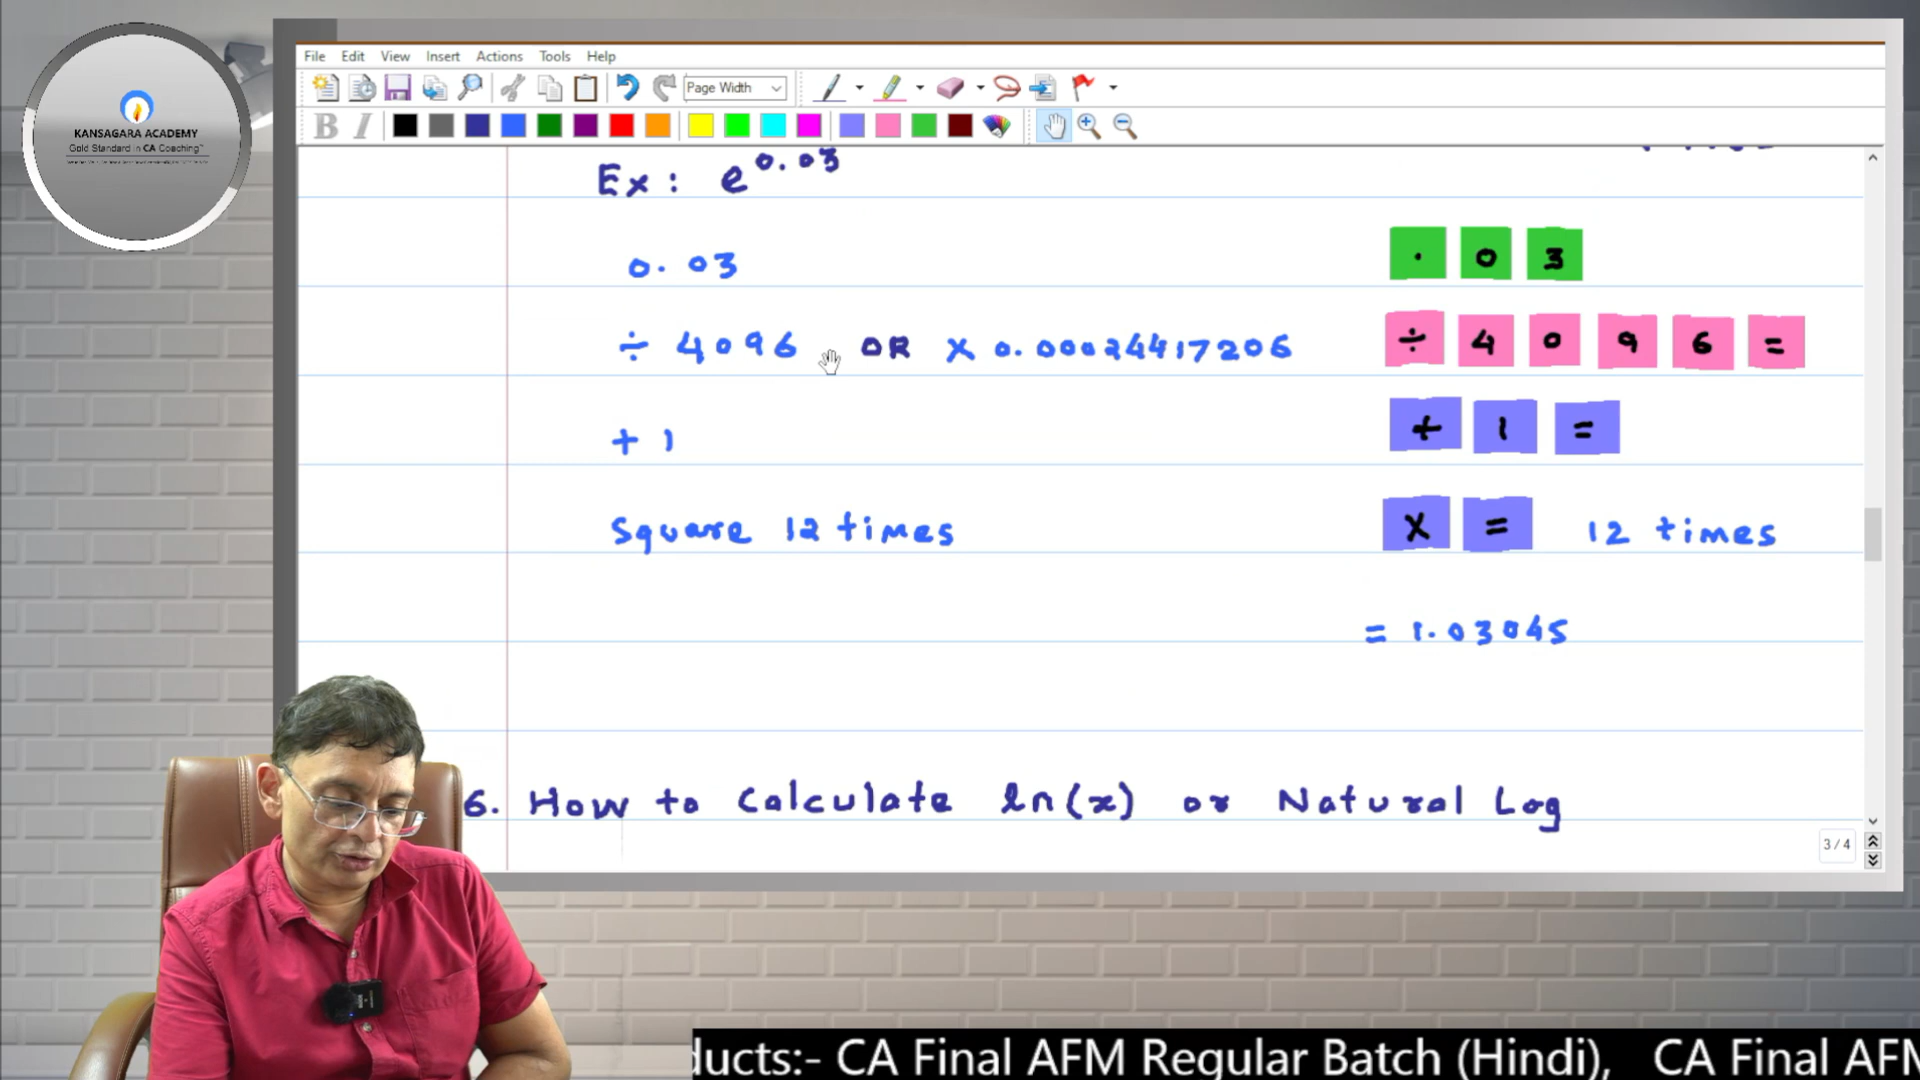 KANSAGARA ACADEMY
Gold Standard in CA Coaching™
File Edit View Insert Actions Tools Help
Page Width
B I
Ex : e^0.03
0.03
· 0 3
÷ 4096 OR × 0.00024417206
÷ 4 0 9 6 =
+ 1
+ 1 =
Square 12 times
× = 12 times
= 1.03045
6. How to Calculate ln(x) or Natural Log
3 / 4
ducts:- CA Final AFM Regular Batch (Hindi), CA Final AFM